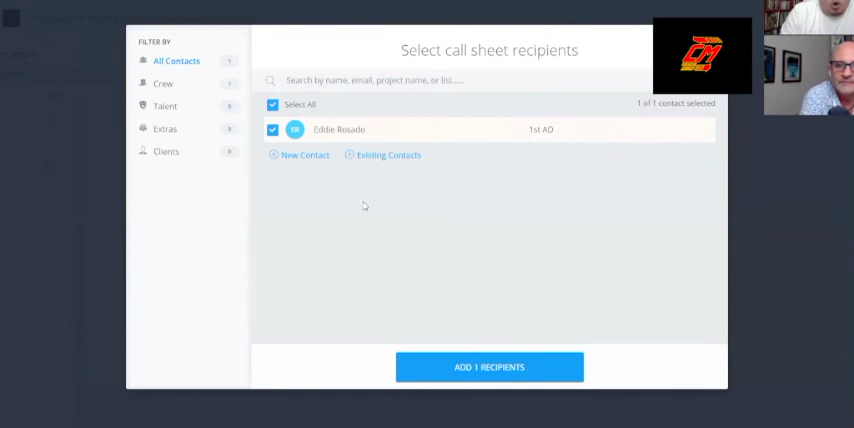 FILTER BY
All Contacts 1
Crew 1
Talent 0
Extras 0
Clients 0
Select call sheet recipients
Search by name, email, project name, or list......
Select All
1 of 1 contact selected
ER Eddie Rosado 1st AD
New Contact Existing Contacts
ADD 1 RECIPIENTS
CM